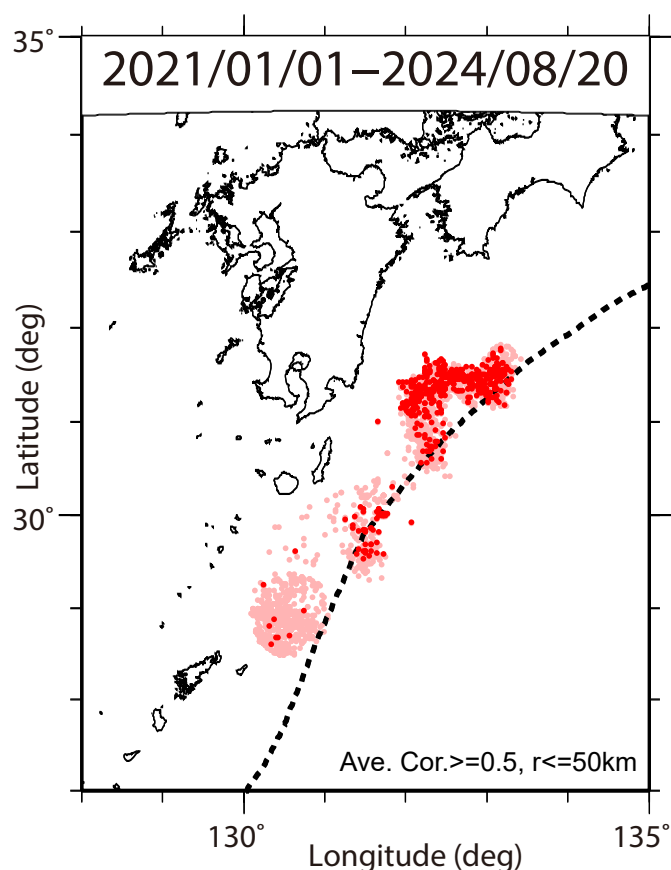 35°
2021/01/01−2024/08/20
Latitude (deg)
30°
Ave. Cor.>=0.5, r<=50km
130°
135°
Longitude (deg)